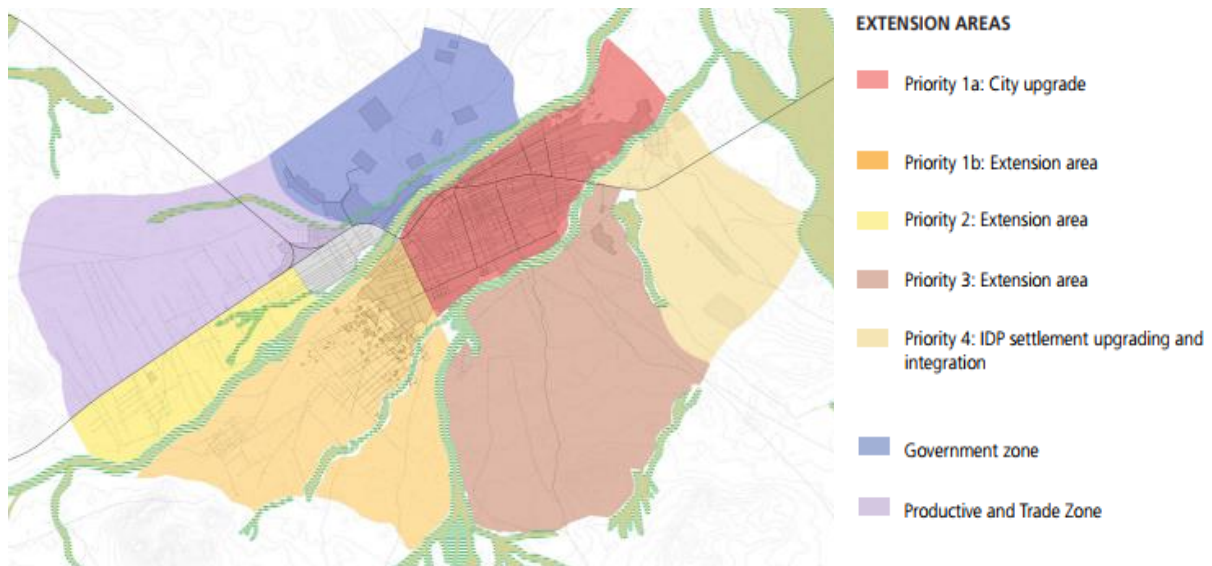 EXTENSION AREAS
Priority 1a: City upgrade
Priority 1b: Extension area
Priority 2: Extension area
Priority 3: Extension area
Priority 4: IDP settlement upgrading and
integration
Government zone
Productive and Trade Zone